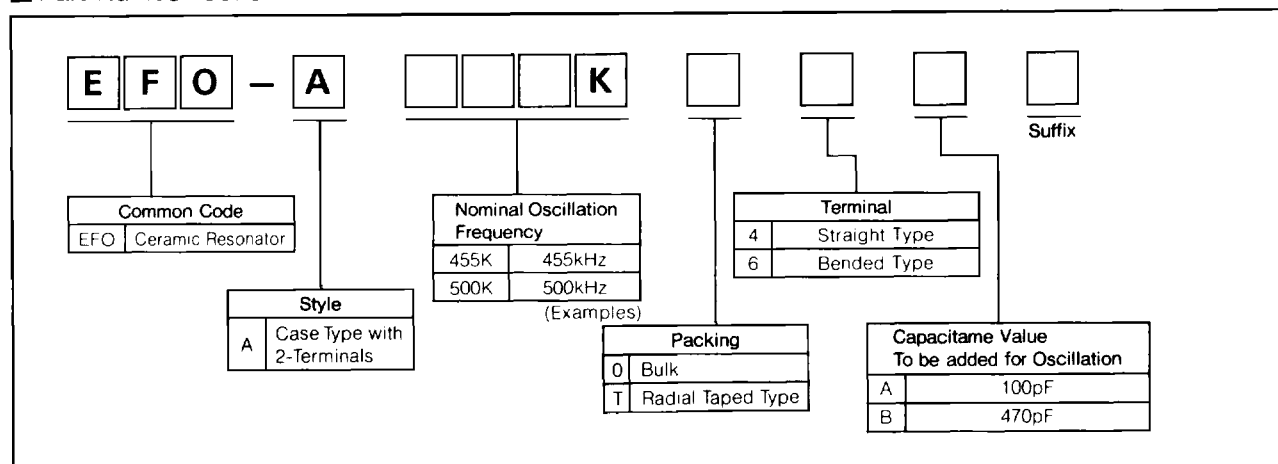 E F O – A K
Suffix
Common Code
EFO Ceramic Resonator
Style
A Case Type with
2-Terminals
Nominal Oscillation
Frequency
455K 455kHz
500K 500kHz
(Examples)
Packing
0 Bulk
T Radial Taped Type
Terminal
4 Straight Type
6 Bended Type
Capacitame Value
To be added for Oscillation
A 100pF
B 470pF